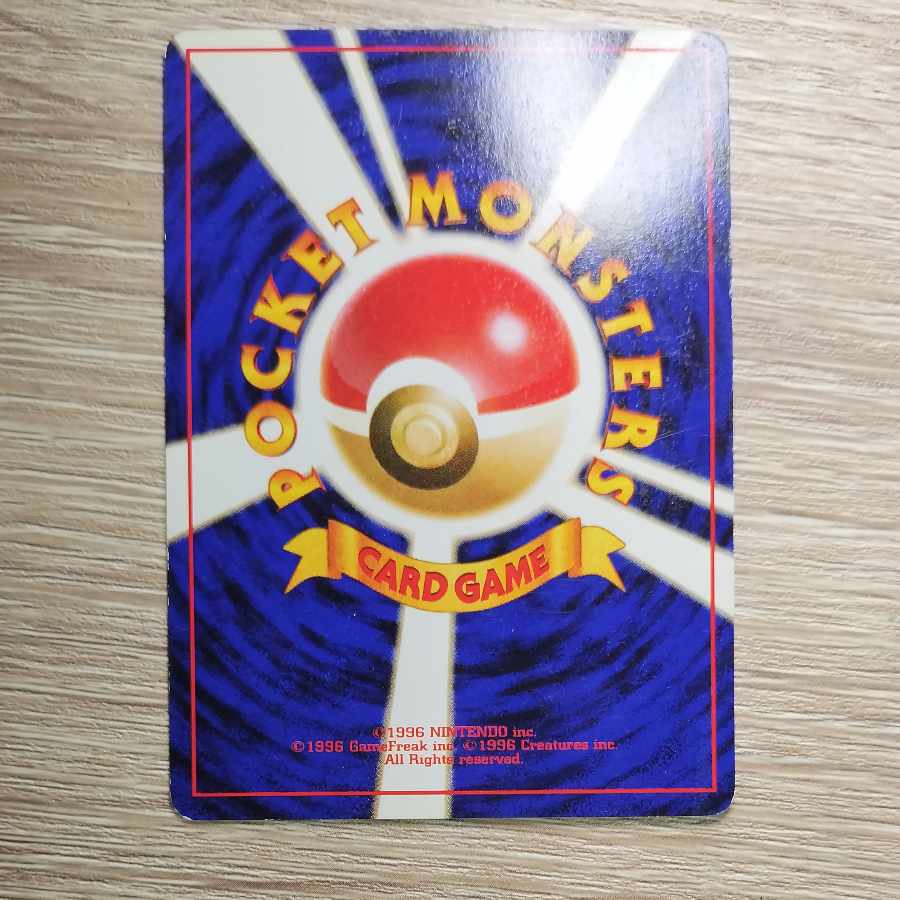 POCKET MONSTERS
CARD GAME
©1996 NINTENDO inc.
©1996 GameFreak inc. ©1996 Creatures inc.
All Rights reserved.